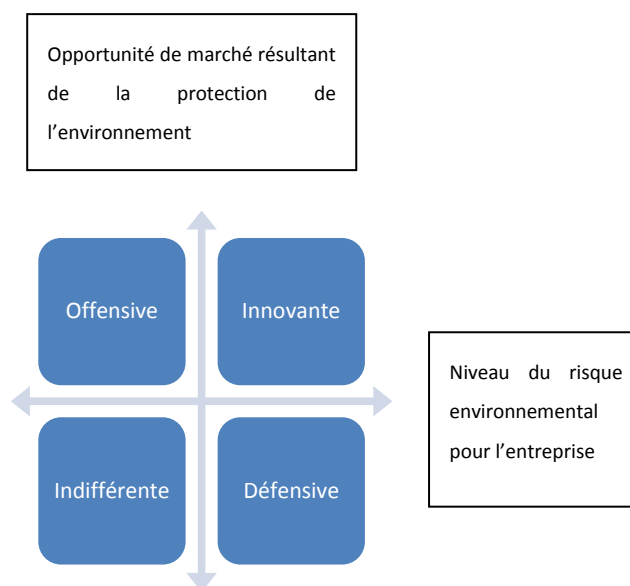 Opportunité de marché résultant
de la protection de
l’environnement
Offensive
Innovante
Niveau du risque
environnemental
pour l’entreprise
Indifférente
Défensive